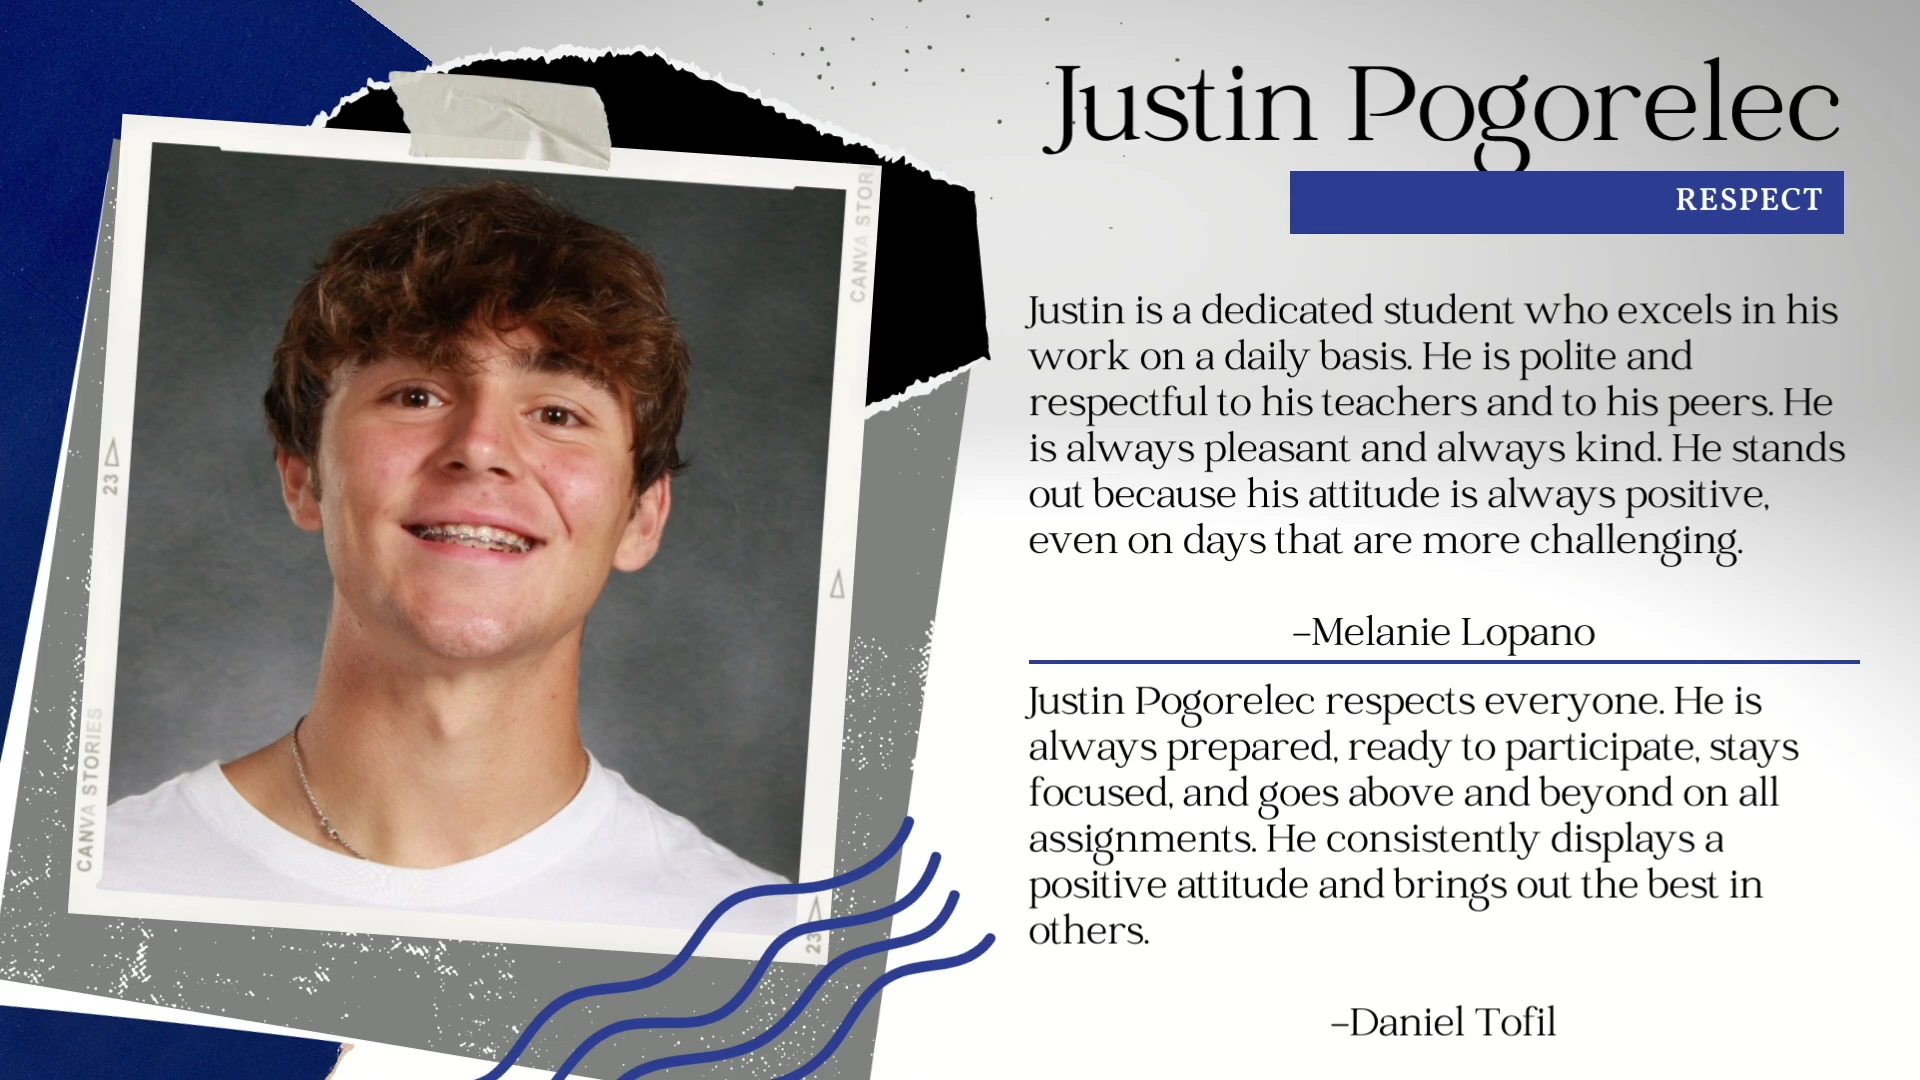 Justin Pogorelec
RESPECT
Justin is a dedicated student who excels in his
work on a daily basis. He is polite and
respectful to his teachers and to his peers. He
is always pleasant and always kind. He stands
out because his attitude is always positive,
even on days that are more challenging.
–Melanie Lopano
Justin Pogorelec respects everyone. He is
always prepared, ready to participate, stays
focused, and goes above and beyond on all
assignments. He consistently displays a
positive attitude and brings out the best in
others.
–Daniel Tofil
CANVA STOR
23
CANVA STORIES
23